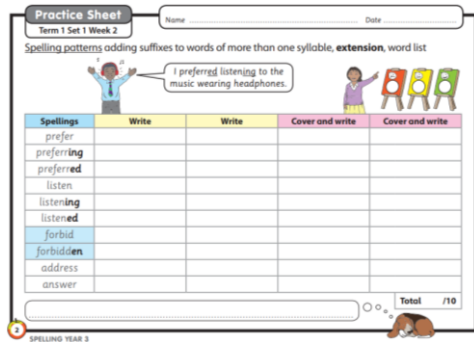 Practice Sheet
Term 1 Set 1 Week 2
Name
Date
Spelling patterns adding suffixes to words of more than one syllable, extension, word list
I preferred listening to the
music wearing headphones.
Spellings Write Write Cover and write Cover and write
prefer
preferring
preferred
listen
listening
listened
forbid
forbidden
address
answer
Total /10
2
SPELLING YEAR 3